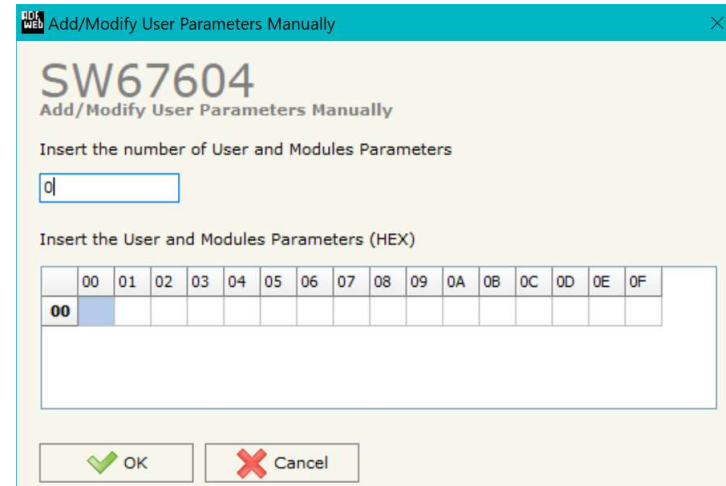 ADF
WEB
Add/Modify User Parameters Manually
SW67604
Add/Modify User Parameters Manually
Insert the number of User and Modules Parameters
0
Insert the User and Modules Parameters (HEX)
00 01 02 03 04 05 06 07 08 09 0A 0B 0C 0D 0E 0F
00
OK Cancel